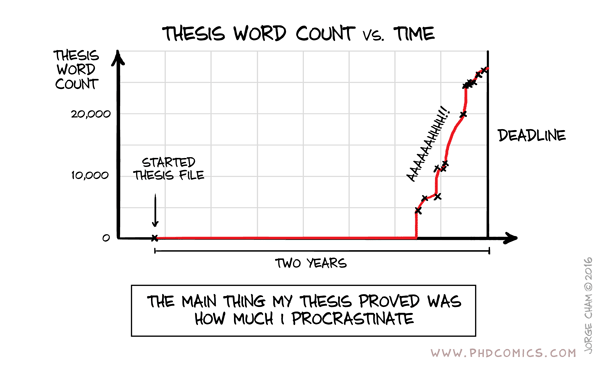 THESIS WORD COUNT VS. TIME
THESIS
WORD
COUNT
20,000
10,000
0
STARTED
THESIS FILE
AAAAAAHHHH!!
DEADLINE
TWO YEARS
THE MAIN THING MY THESIS PROVED WAS
HOW MUCH I PROCRASTINATE
JORGE CHAM © 2016
WWW.PHDCOMICS.COM